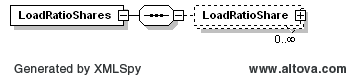 LoadRatioShares
LoadRatioShare
0..∞
Generated by XMLSpy
www.altova.com